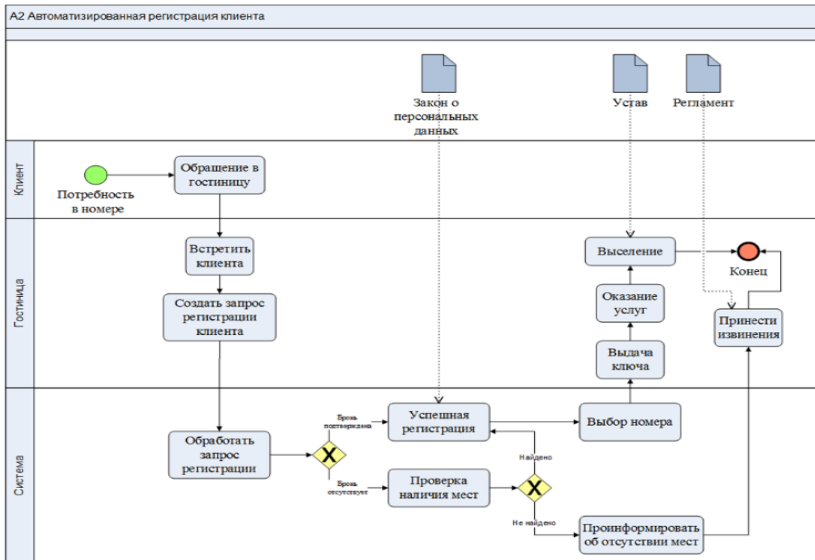 А2 Автоматизированная регистрация клиента
Закон о
персональных
данных
Устав
Регламент
Клиент
Потребность
в номере
Обращение в
гостиницу
Гостиница
Встретить
клиента
Создать запрос
регистрации
клиента
Выселение
Конец
Оказание
услуг
Принести
извинения
Выдача
ключа
Система
Обработать
запрос
регистрации
Бронь
подтверждена
Успешная
регистрация
Выбор номера
Бронь
отсутствует
Проверка
наличия мест
Найдено
Не найдено
Проинформировать
об отсутствии мест